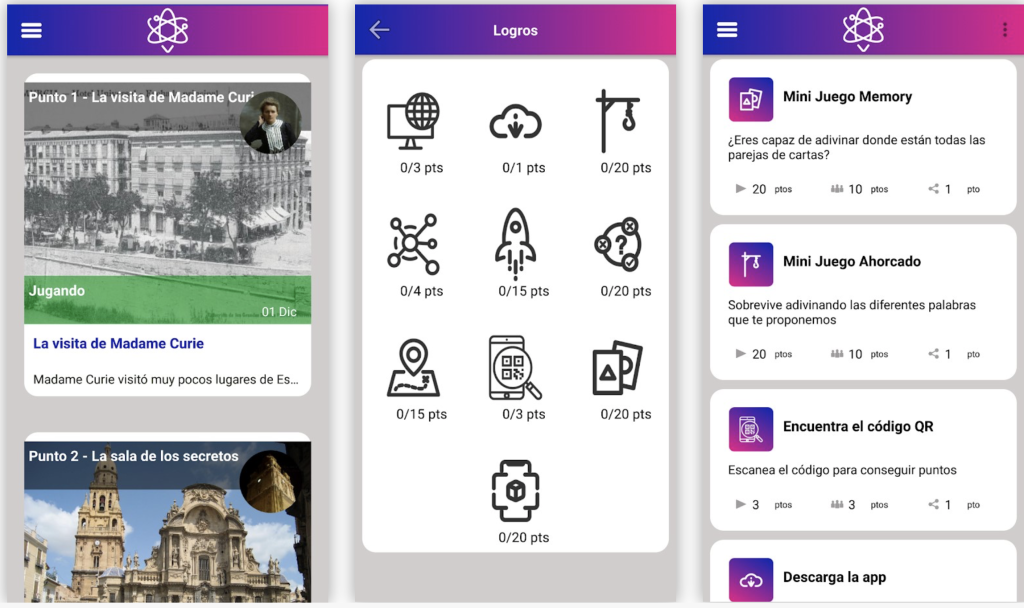 Punto 1 - La visita de Madame Curi
Jugando
01 Dic
La visita de Madame Curie
Madame Curie visitó muy pocos lugares de Es...
Punto 2 - La sala de los secretos
Logros
0/3 pts
0/1 pts
0/20 pts
0/4 pts
0/15 pts
0/20 pts
0/15 pts
0/3 pts
0/20 pts
0/20 pts
Mini Juego Memory
¿Eres capaz de adivinar donde están todas las
parejas de cartas?
20 ptos 10 ptos 1 pto
Mini Juego Ahorcado
Sobrevive adivinando las diferentes palabras
que te proponemos
20 ptos 10 ptos 1 pto
Encuentra el código QR
Escanea el código para conseguir puntos
3 ptos 3 ptos 1 pto
Descarga la app